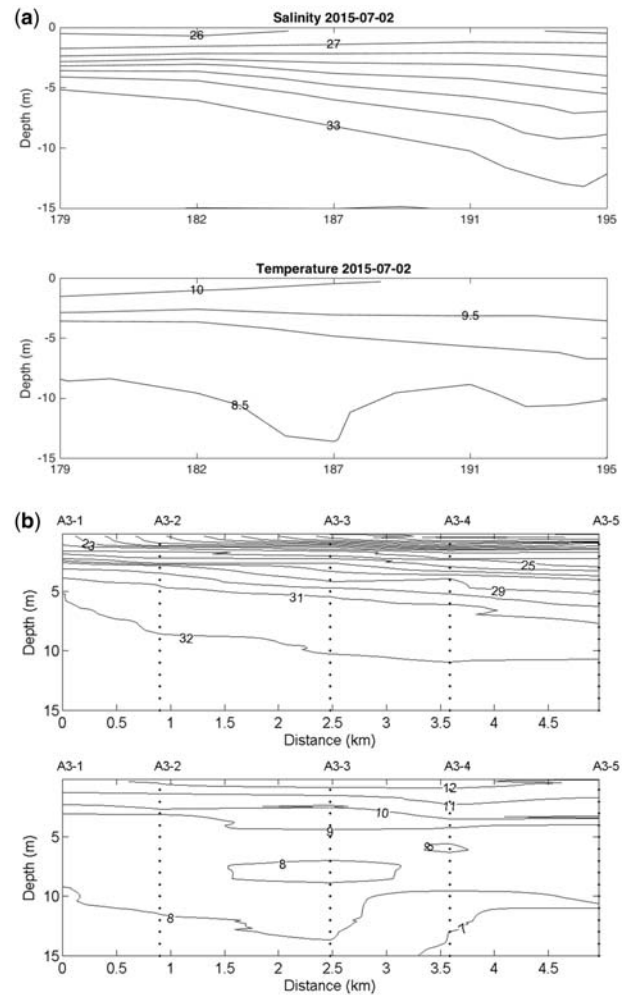 (a)
Salinity 2015-07-02
0
26
27
-5
Depth (m)
33
-10
-15
179 182 187 191 195
Temperature 2015-07-02
0
10
9.5
-5
Depth (m)
8.5
-10
-15
179 182 187 191 195
(b)
A3-1 A3-2 A3-3 A3-4 A3-5
23
25
5
29
31
Depth (m)
32
10
15
0 0.5 1 1.5 2 2.5 3 3.5 4 4.5
Distance (km)
A3-1 A3-2 A3-3 A3-4 A3-5
12
11
10
9
5
8
8
Depth (m)
10
8
7
15
0 0.5 1 1.5 2 2.5 3 3.5 4 4.5
Distance (km)